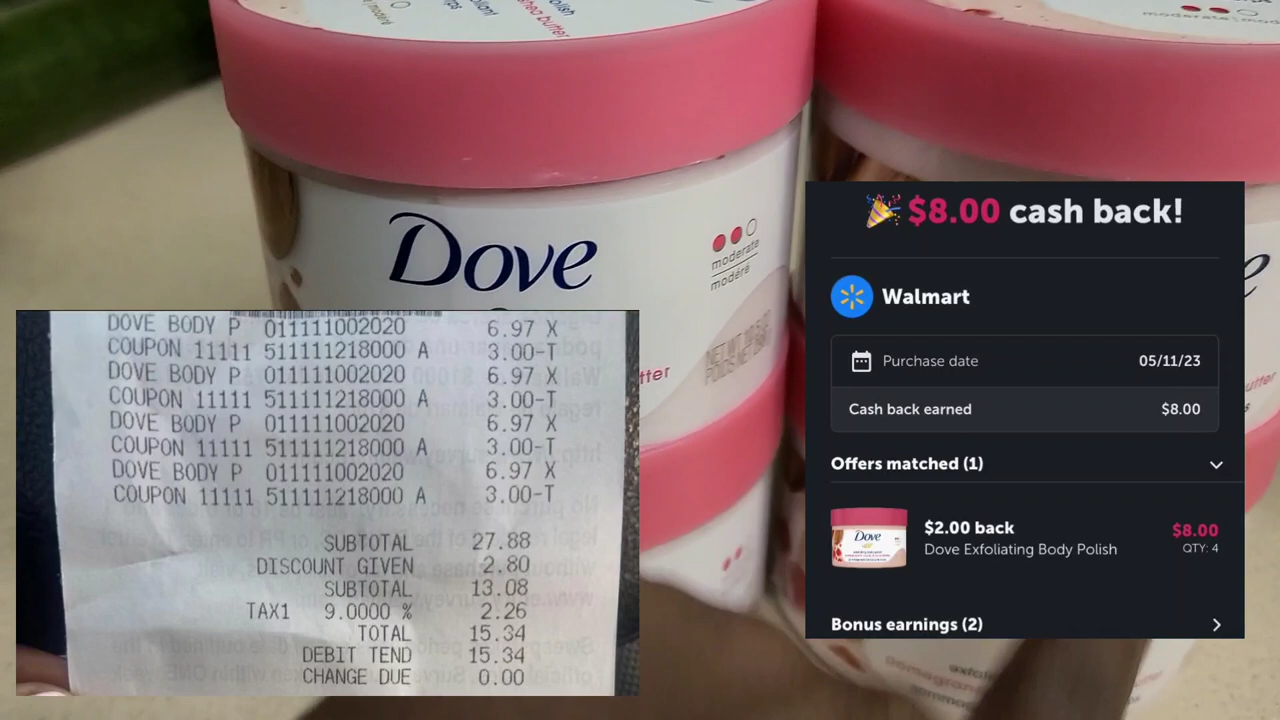 shea butter
Dove
moderate
modéré
tter
DOVE BODY P 011111002020 6.97 X
COUPON 11111 511111218000 A 3.00-T
DOVE BODY P 011111002020 6.97 X
COUPON 11111 511111218000 A 3.00-T
DOVE BODY P 011111002020 6.97 X
COUPON 11111 511111218000 A 3.00-T
DOVE BODY P 011111002020 6.97 X
COUPON 11111 511111218000 A 3.00-T
SUBTOTAL 27.88
DISCOUNT GIVEN 2.80
SUBTOTAL 13.08
TAX1 9.0000 % 2.26
TOTAL 15.34
DEBIT TEND 15.34
CHANGE DUE 0.00
$8.00 cash back!
Walmart
Purchase date 05/11/23
Cash back earned $8.00
Offers matched (1)
Dove
$2.00 back $8.00
Dove Exfoliating Body Polish QTY: 4
Bonus earnings (2)